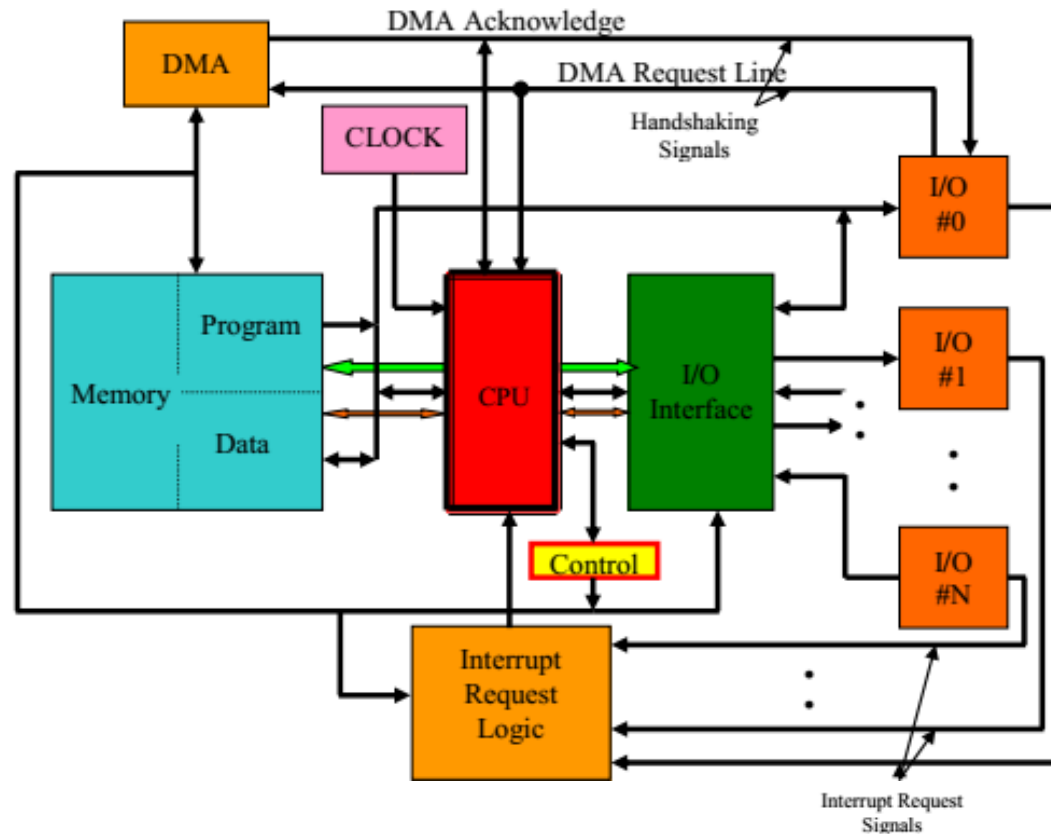 DMA Acknowledge
DMA
DMA Request Line
CLOCK
Handshaking
Signals
I/O
#0
Program
Memory
Data
CPU
I/O
Interface
I/O
#1
Control
I/O
#N
Interrupt
Request
Logic
Interrupt Request
Signals